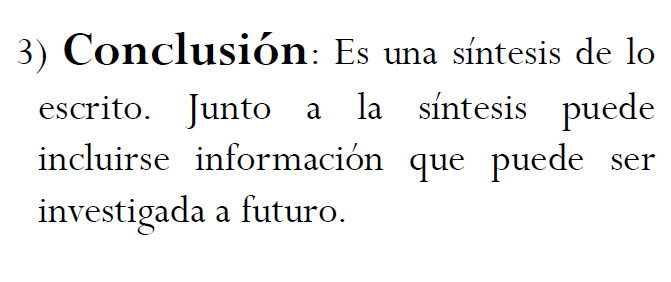 3) Conclusión: Es una síntesis de lo
escrito. Junto a la síntesis puede
incluirse información que puede ser
investigada a futuro.